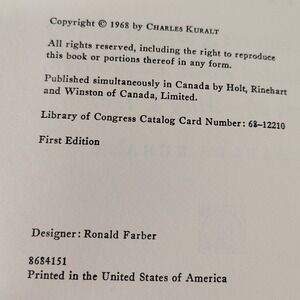 Copyright © 1968 by Charles Kuralt
All rights reserved, including the right to reproduce
this book or portions thereof in any form.
Published simultaneously in Canada by Holt, Rinehart
and Winston of Canada, Limited.
Library of Congress Catalog Card Number: 68-12210
First Edition
Designer: Ronald Farber
8684151
Printed in the United States of America